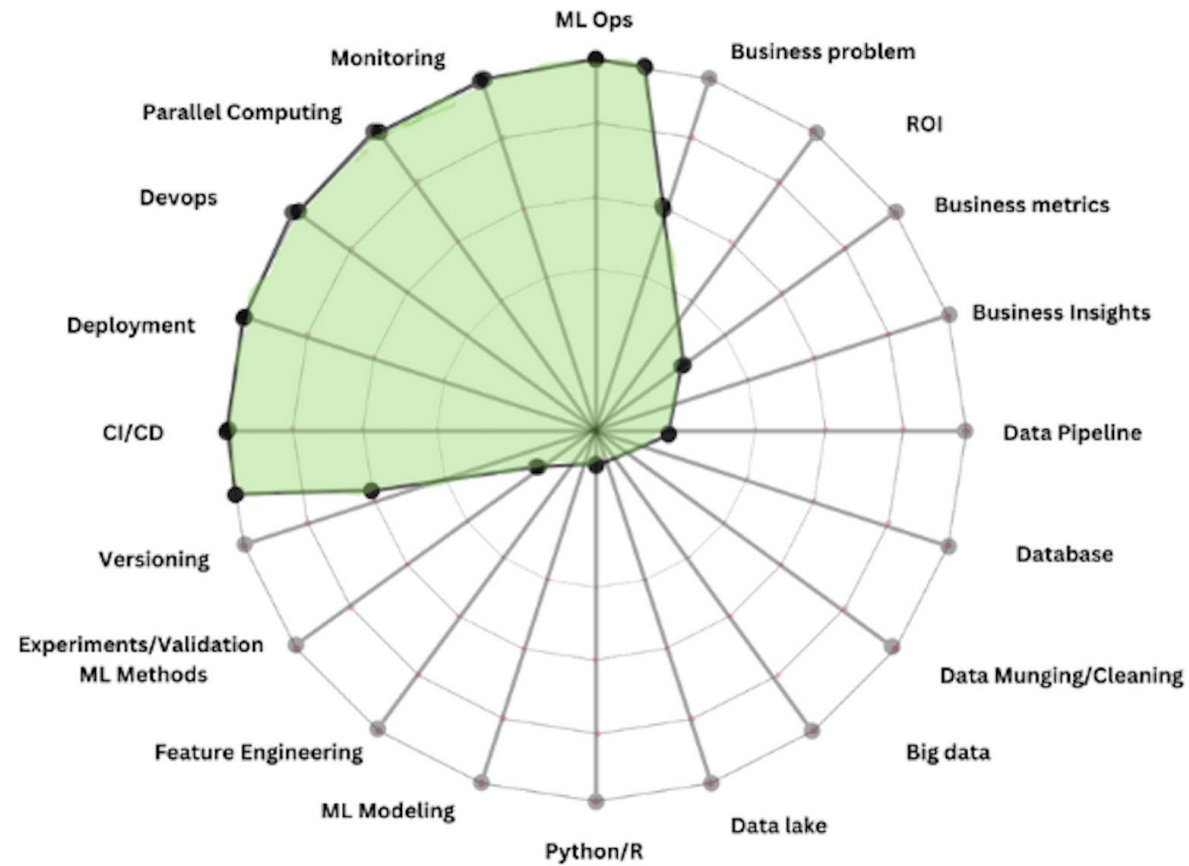 ML Ops
Business problem
Monitoring
Parallel Computing
ROI
Devops
Business metrics
Business Insights
Deployment
CI/CD
Data Pipeline
Versioning
Database
Experiments/Validation
ML Methods
Data Munging/Cleaning
Feature Engineering
Big data
ML Modeling
Data lake
Python/R